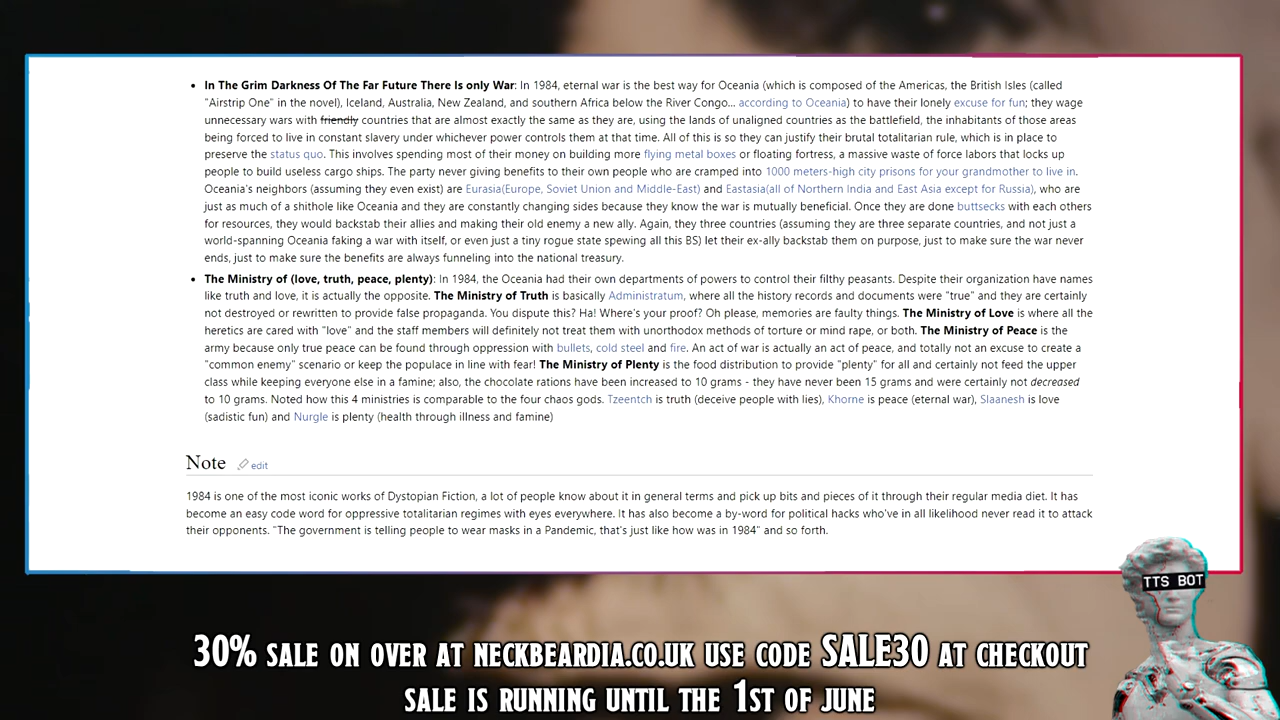 In The Grim Darkness Of The Far Future There Is only War: In 1984, eternal war is the best way for Oceania (which is composed of the Americas, the British Isles (called
"Airstrip One" in the novel), Iceland, Australia, New Zealand, and southern Africa below the River Congo... according to Oceania) to have their lonely excuse for fun; they wage
unnecessary wars with friendly countries that are almost exactly the same as they are, using the lands of unaligned countries as the battlefield, the inhabitants of those areas
being forced to live in constant slavery under whichever power controls them at that time. All of this is so they can justify their brutal totalitarian rule, which is in place to
preserve the status quo. This involves spending most of their money on building more flying metal boxes or floating fortress, a massive waste of force labors that locks up
people to build useless cargo ships. The party never giving benefits to their own people who are cramped into 1000 meters-high city prisons for your grandmother to live in.
Oceania's neighbors (assuming they even exist) are Eurasia(Europe, Soviet Union and Middle-East) and Eastasia(all of Northern India and East Asia except for Russia), who are
just as much of a shithole like Oceania and they are constantly changing sides because they know the war is mutually beneficial. Once they are done buttsecks with each others
for resources, they would backstab their allies and making their old enemy a new ally. Again, they three countries (assuming they are three separate countries, and not just a
world-spanning Oceania faking a war with itself, or even just a tiny rogue state spewing all this BS) let their ex-ally backstab them on purpose, just to make sure the war never
ends, just to make sure the benefits are always funneling into the national treasury.
The Ministry of (love, truth, peace, plenty): In 1984, the Oceania had their own departments of powers to control their filthy peasants. Despite their organization have names
like truth and love, it is actually the opposite. The Ministry of Truth is basically Administratum, where all the history records and documents were "true" and they are certainly
not destroyed or rewritten to provide false propaganda. You dispute this? Ha! Where's your proof? Oh please, memories are faulty things. The Ministry of Love is where all the
heretics are cared with "love" and the staff members will definitely not treat them with unorthodox methods of torture or mind rape, or both. The Ministry of Peace is the
army because only true peace can be found through oppression with bullets, cold steel and fire. An act of war is actually an act of peace, and totally not an excuse to create a
"common enemy" scenario or keep the populace in line with fear! The Ministry of Plenty is the food distribution to provide "plenty" for all and certainly not feed the upper
class while keeping everyone else in a famine; also, the chocolate rations have been increased to 10 grams - they have never been 15 grams and were certainly not decreased
to 10 grams. Noted how this 4 ministries is comparable to the four chaos gods. Tzeentch is truth (deceive people with lies), Khorne is peace (eternal war), Slaanesh is love
(sadistic fun) and Nurgle is plenty (health through illness and famine)
Note edit
1984 is one of the most iconic works of Dystopian Fiction, a lot of people know about it in general terms and pick up bits and pieces of it through their regular media diet. It has
become an easy code word for oppressive totalitarian regimes with eyes everywhere. It has also become a by-word for political hacks who've in all likelihood never read it to attack
their opponents. "The government is telling people to wear masks in a Pandemic, that's just like how was in 1984" and so forth.
TTS BOT
30% SALE ON OVER AT NECKBEARDIA.CO.UK USE CODE SALE30 AT CHECKOUT
SALE IS RUNNING UNTIL THE 1ST OF JUNE